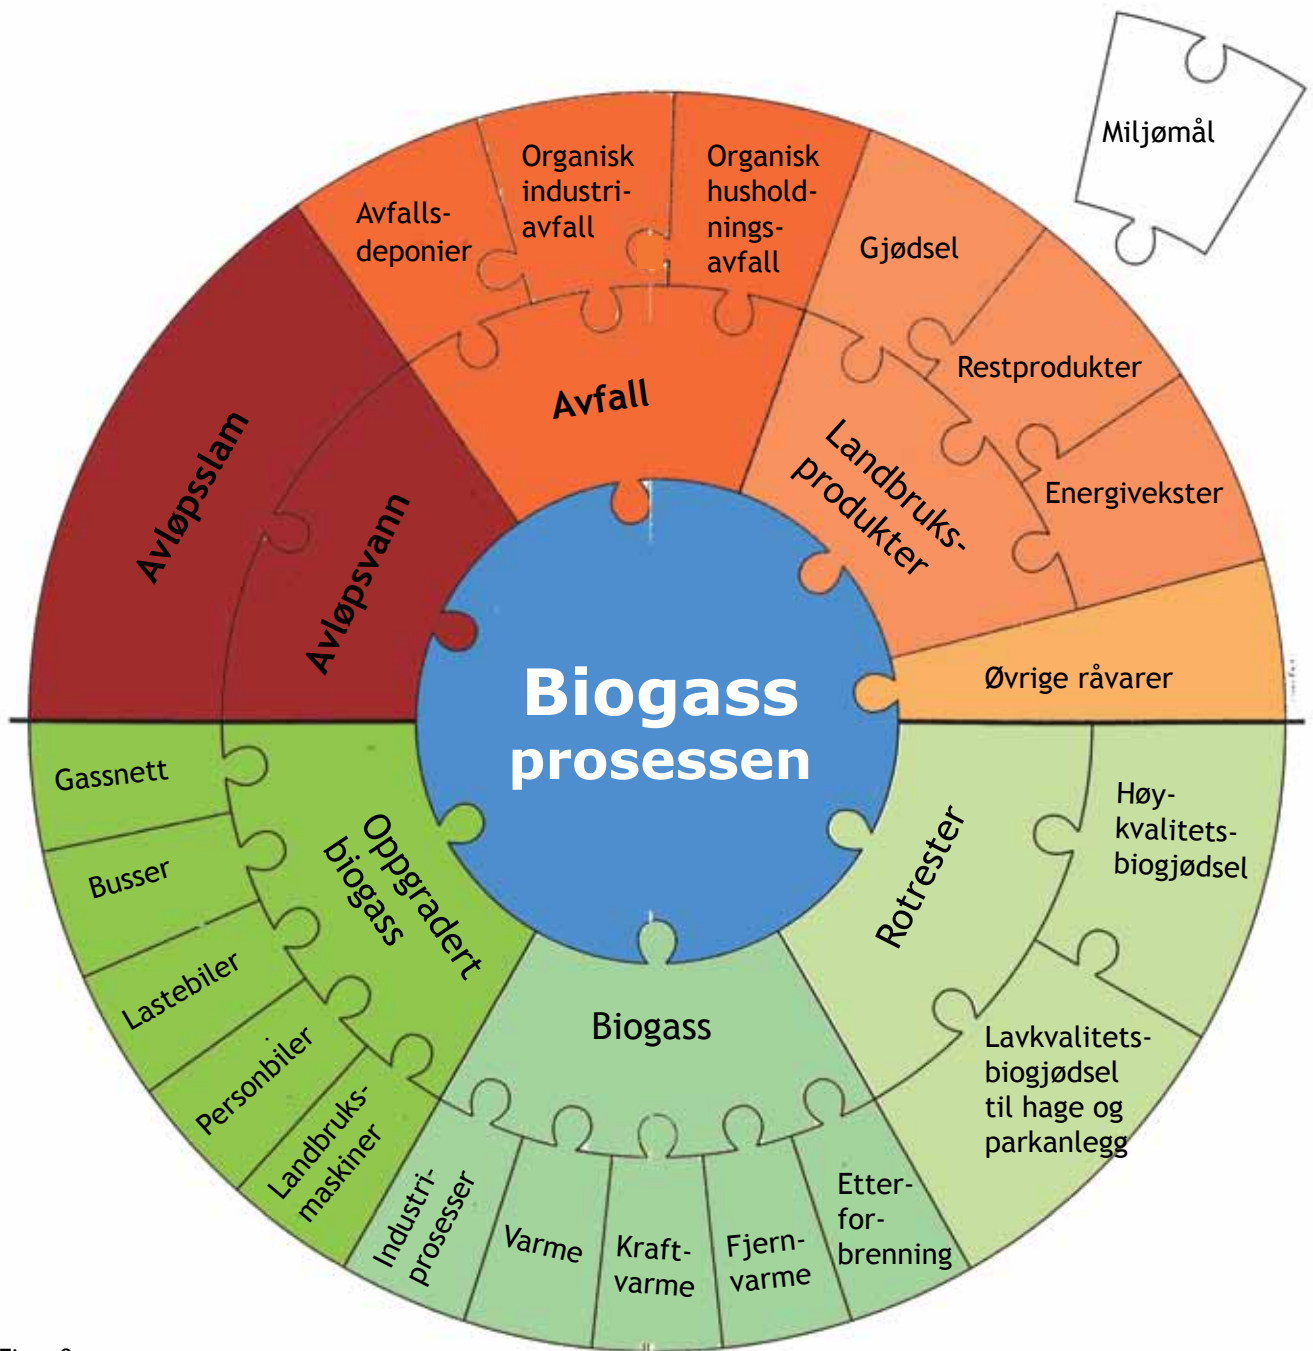 Miljømål
Avfalls-
deponier
Organisk
industri-
avfall
Organisk
hushold-
nings-
avfall
Gjødsel
Restprodukter
Energivekster
Avfall
Landbruks-
produkter
Avløpsslam
Avløpsvann
Øvrige råvarer
Biogass
prosessen
Gassnett
Busser
Lastebiler
Personbiler
Landbruks-
maskiner
Oppgradert
biogass
Biogass
Rotrester
Høy-
kvalitets-
biogjødsel
Lavkvalitets-
biogjødsel
til hage og
parkanlegg
Industri-
prosesser
Varme
Kraft-
varme
Fjern-
varme
Etter-
for-
brenning